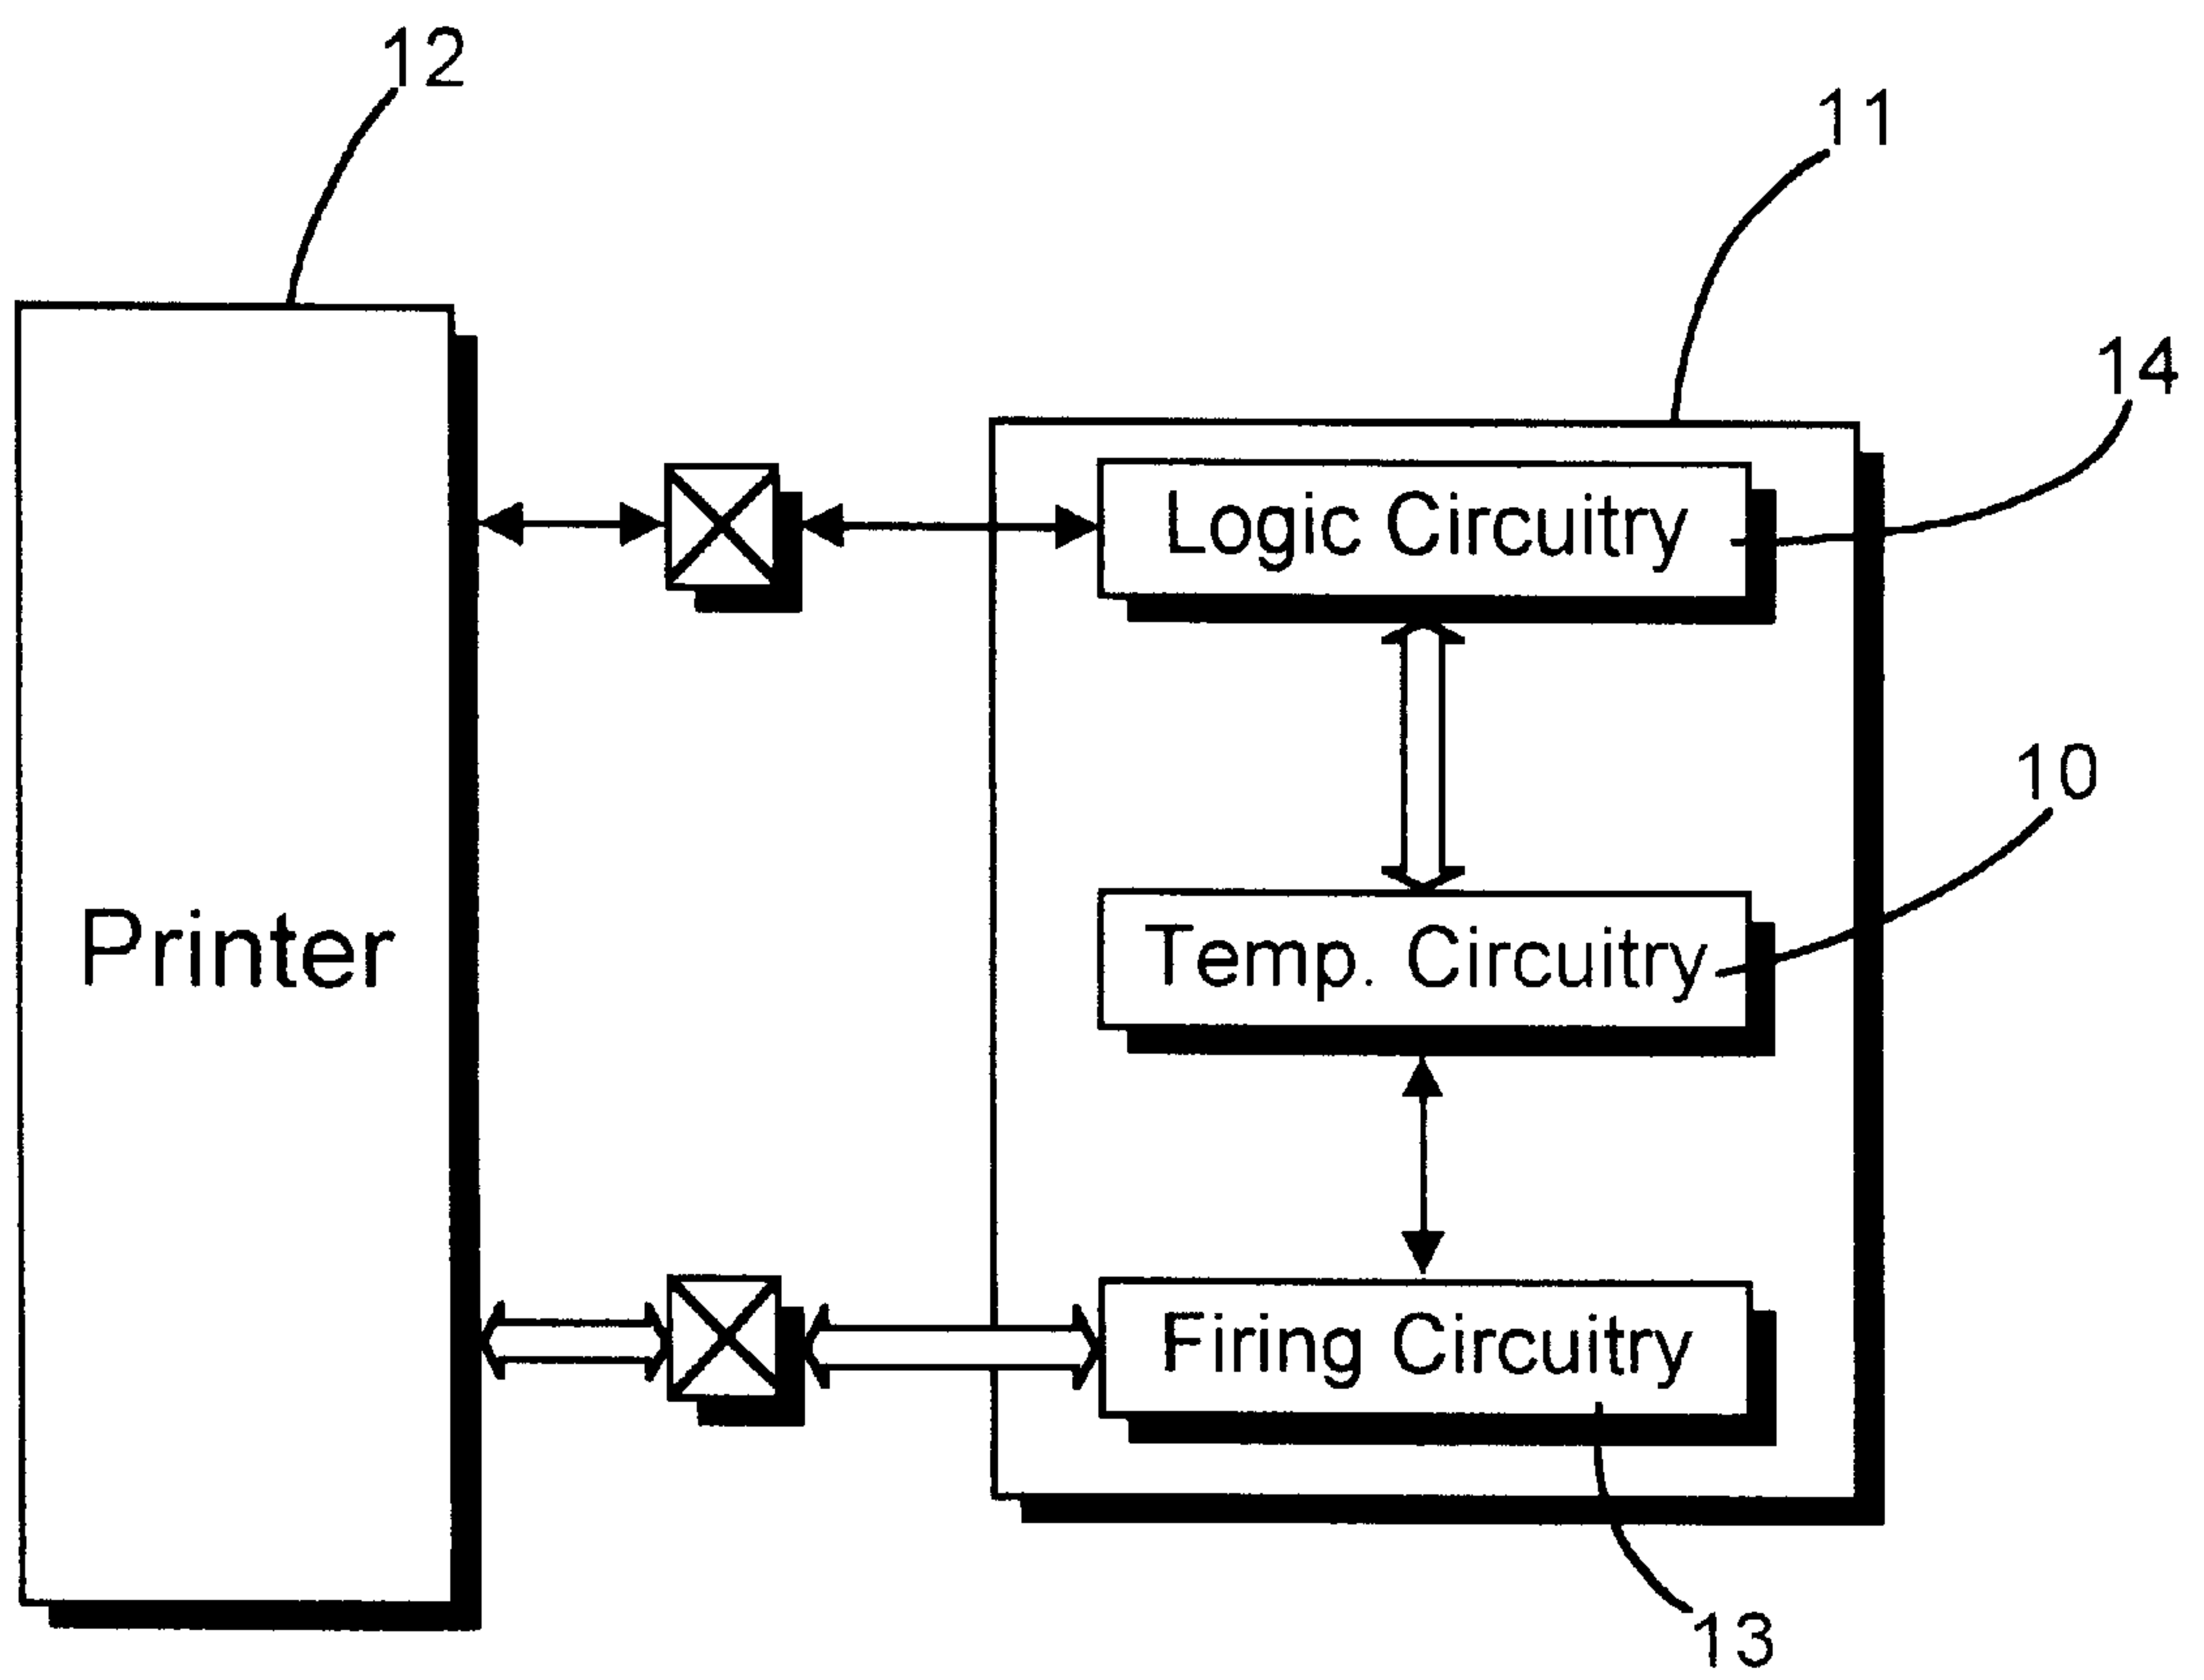 12
11
14
Logic Circuitry
10
Printer
Temp. Circuitry
Firing Circuitry
13